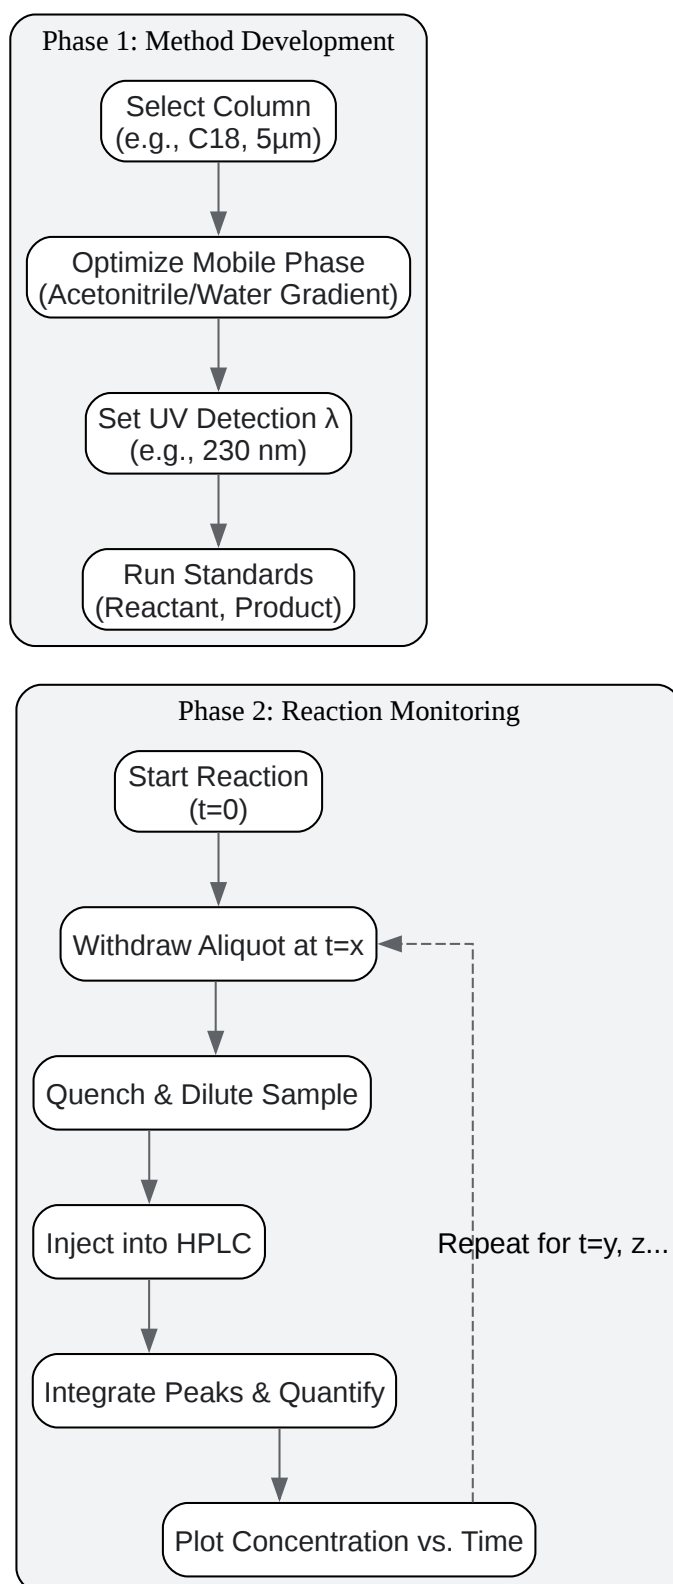 Phase 1: Method Development
Select Column
(e.g., C18, 5µm)
Optimize Mobile Phase
(Acetonitrile/Water Gradient)
Set UV Detection λ
(e.g., 230 nm)
Run Standards
(Reactant, Product)
Phase 2: Reaction Monitoring
Start Reaction
(t=0)
Withdraw Aliquot at t=x
Quench & Dilute Sample
Inject into HPLC
Repeat for t=y, z...
Integrate Peaks & Quantify
Plot Concentration vs. Time